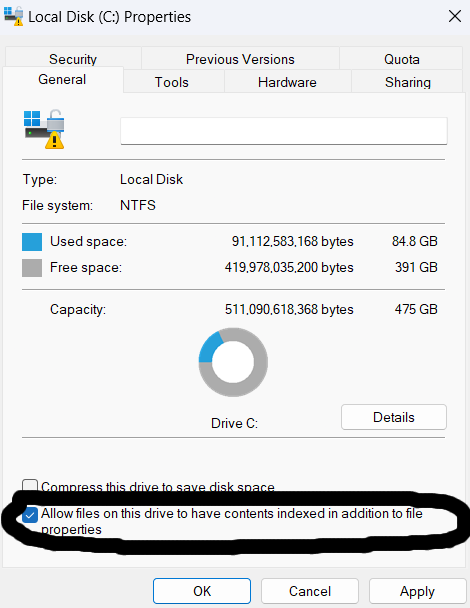 Local Disk (C:) Properties
Security Previous Versions Quota
General Tools Hardware Sharing
Type: Local Disk
File system: NTFS
Used space: 91,112,583,168 bytes 84.8 GB
Free space: 419,978,035,200 bytes 391 GB
Capacity: 511,090,618,368 bytes 475 GB
Drive C: Details
Compress this drive to save disk space
Allow files on this drive to have contents indexed in addition to file
properties
OK Cancel Apply